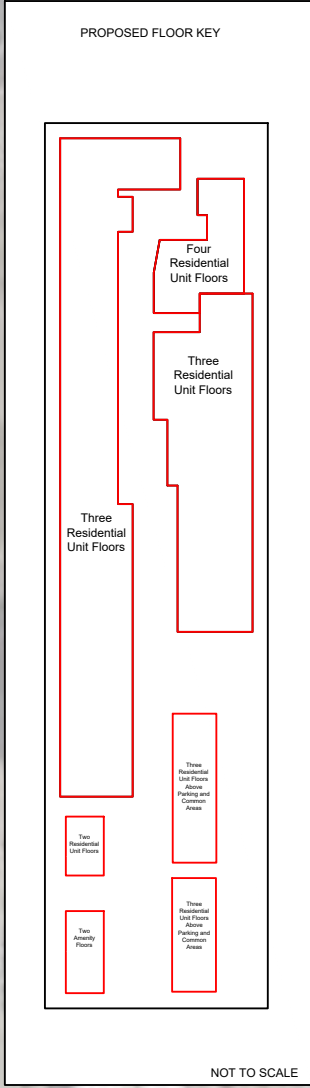 PROPOSED FLOOR KEY
Four
Residential
Unit Floors
Three
Residential
Unit Floors
Three
Residential
Unit Floors
Three
Residential
Unit Floors
Above
Parking and
Common
Areas
Two
Residential
Unit Floors
Three
Residential
Unit Floors
Above
Parking and
Common
Areas
Two
Amenity
Floors
NOT TO SCALE